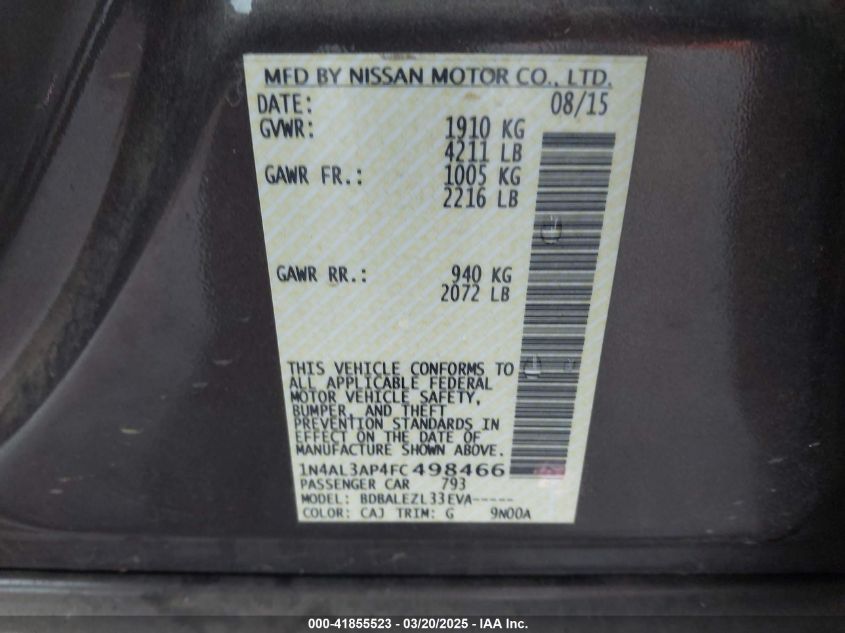 MFD BY NISSAN MOTOR CO., LTD.
DATE: 08/15
GVWR: 1910 KG
4211 LB
GAWR FR.: 1005 KG
2216 LB
GAWR RR.: 940 KG
2072 LB
THIS VEHICLE CONFORMS TO
ALL APPLICABLE FEDERAL
MOTOR VEHICLE SAFETY,
BUMPER, AND THEFT
PREVENTION STANDARDS IN
EFFECT ON THE DATE OF
MANUFACTURE SHOWN ABOVE.
1N4AL3AP4FC498466
PASSENGER CAR 793
MODEL: BDBALEZL33EVA-----
COLOR: CAJ TRIM: G 9N00A
000-41855523 - 03/20/2025 - IAA Inc.